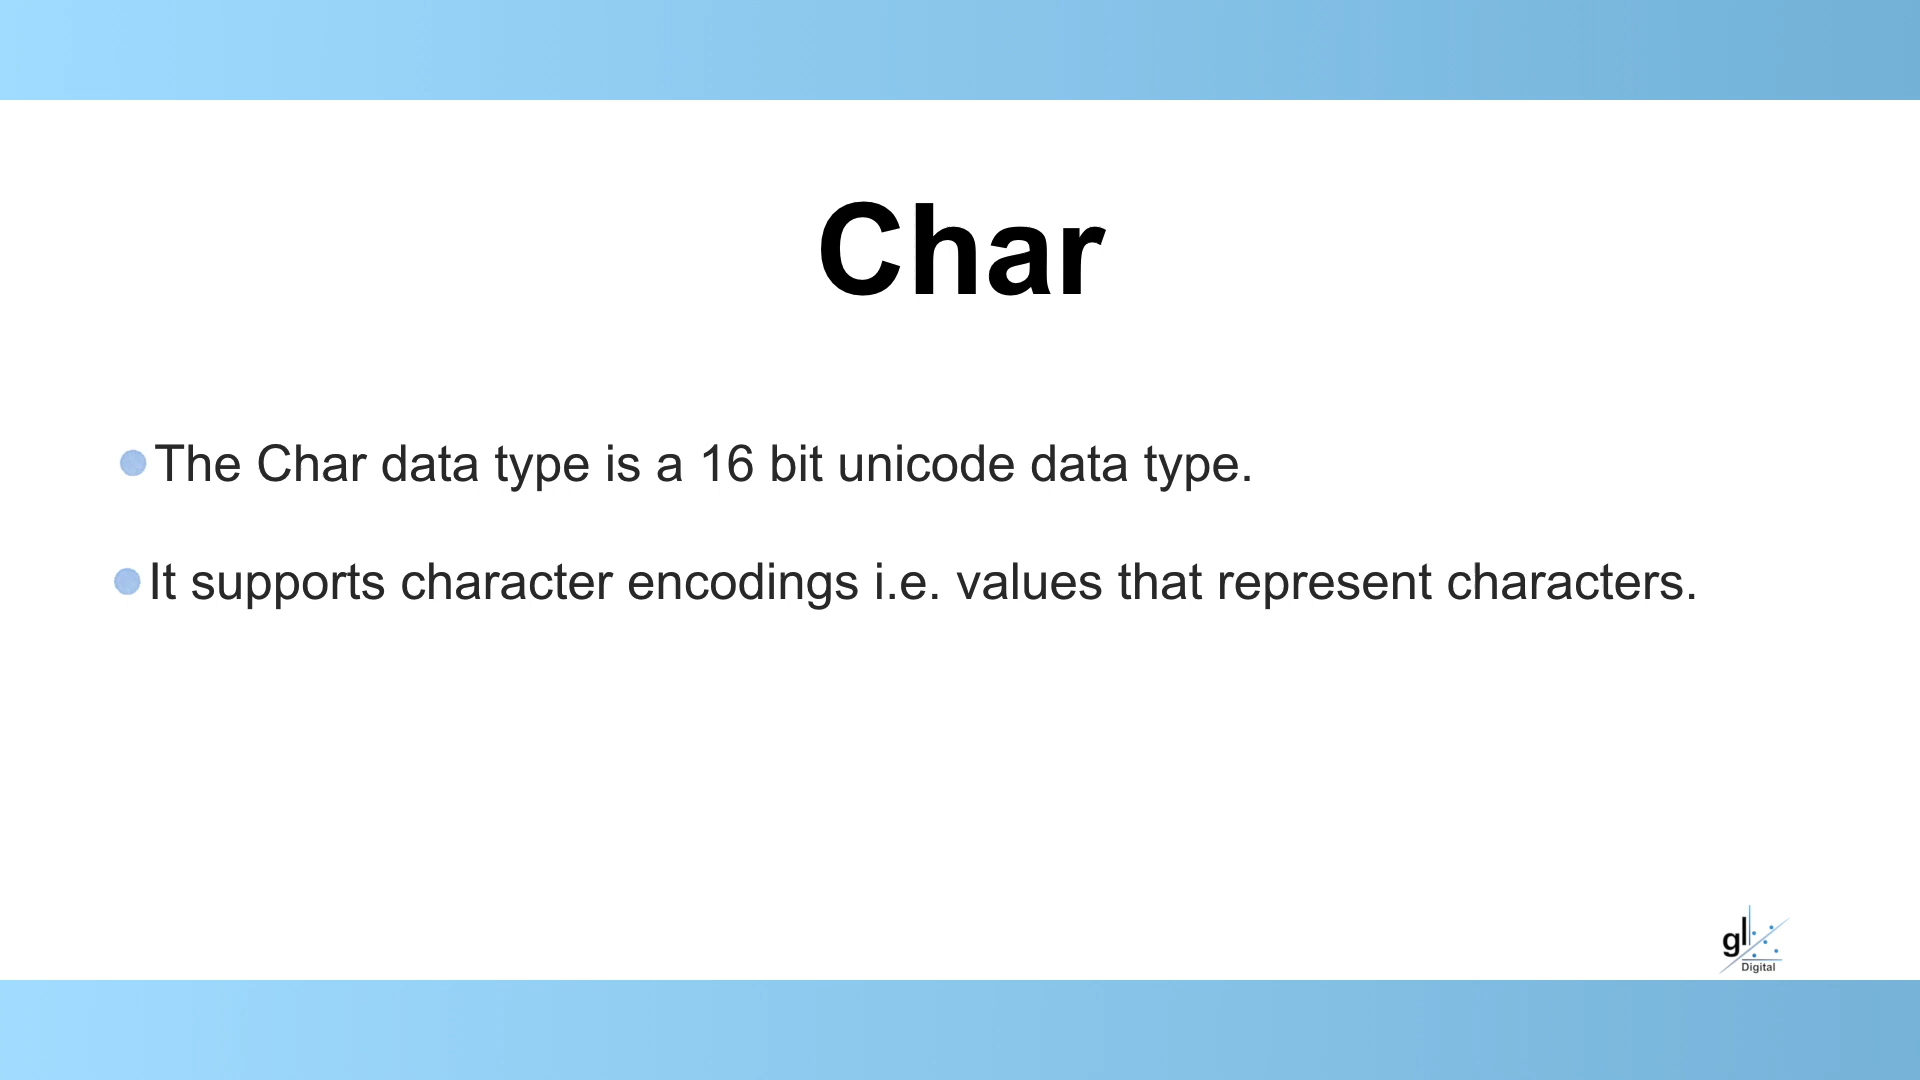 Char
The Char data type is a 16 bit unicode data type.
It supports character encodings i.e. values that represent characters.
gl
Digital